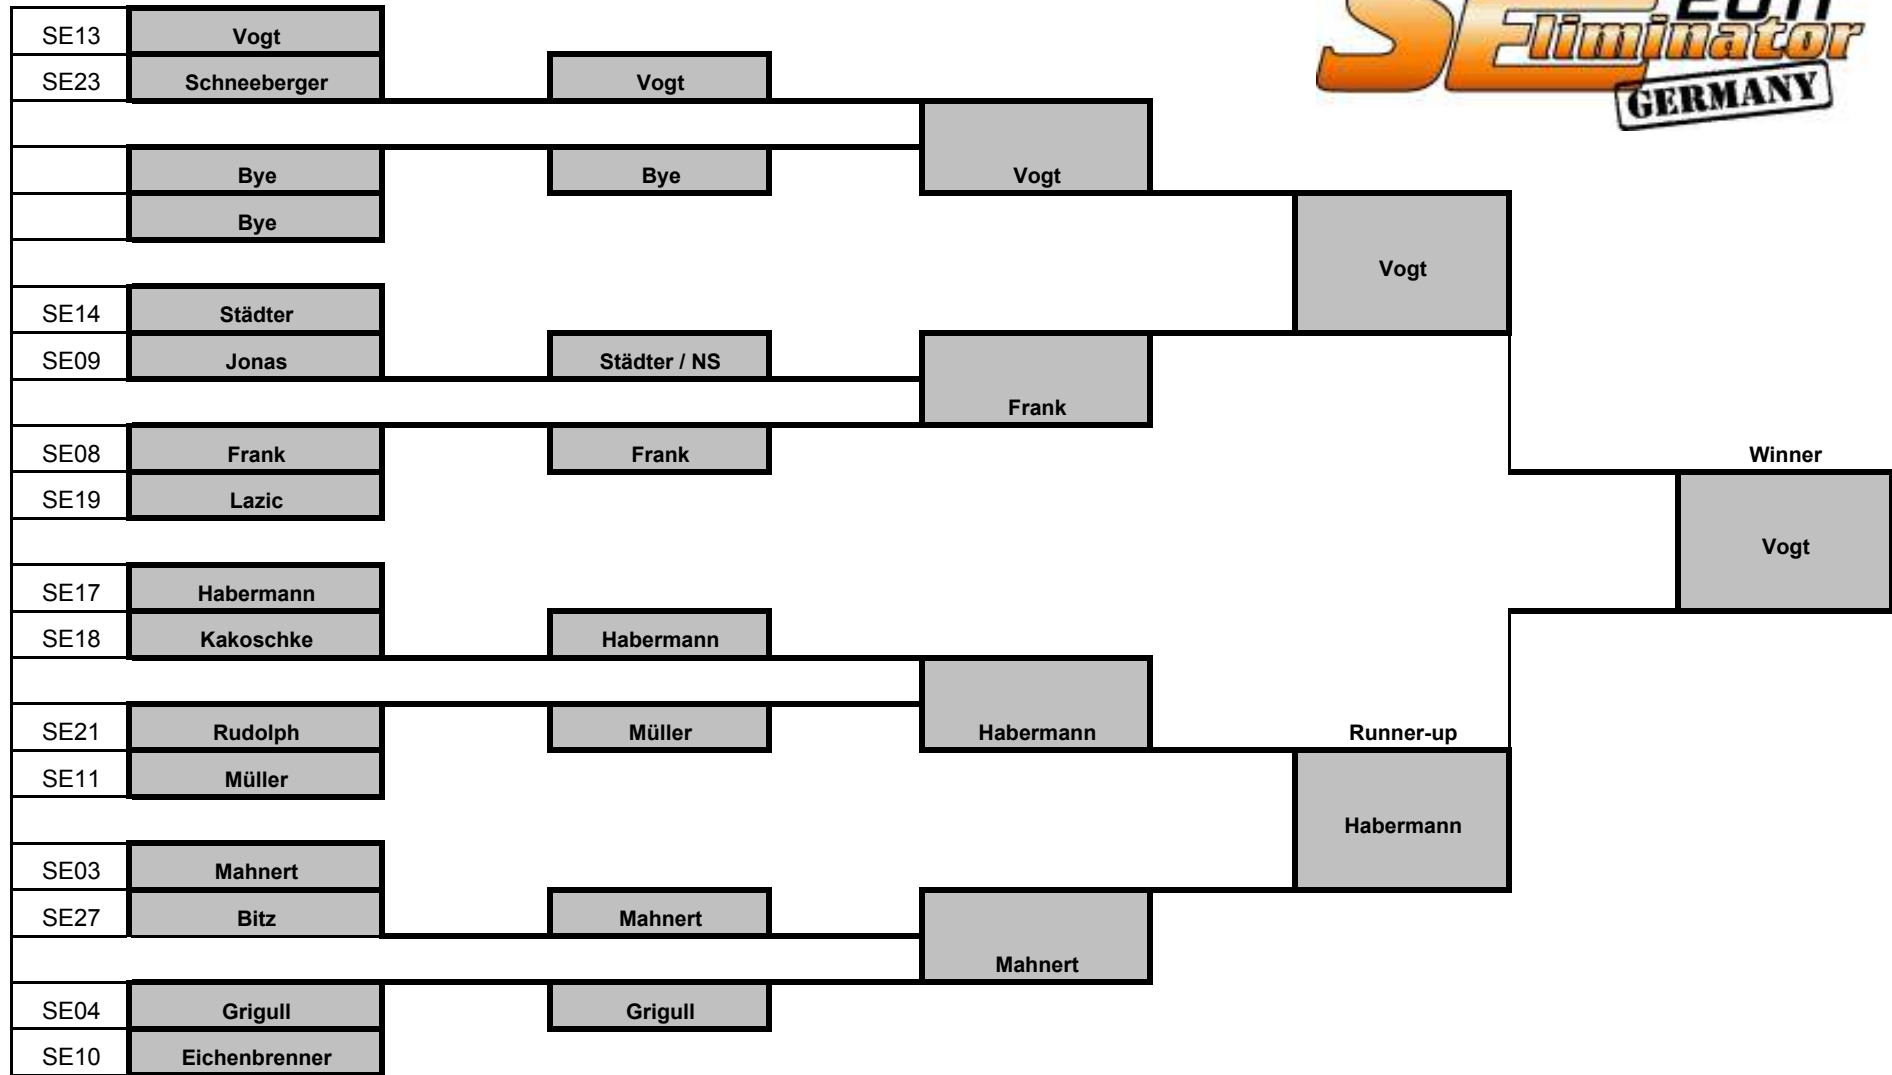 2011
SEliminator
GERMANY
SE13 Vogt
SE23 Schneeberger Vogt
Bye Bye Vogt
Bye
Vogt
SE14 Städter
SE09 Jonas Städter / NS
Frank
SE08 Frank Frank Winner
SE19 Lazic
Vogt
SE17 Habermann
SE18 Kakoschke Habermann
SE21 Rudolph Müller Habermann Runner-up
SE11 Müller
Habermann
SE03 Mahnert
SE27 Bitz Mahnert
Mahnert
SE04 Grigull Grigull
SE10 Eichenbrenner